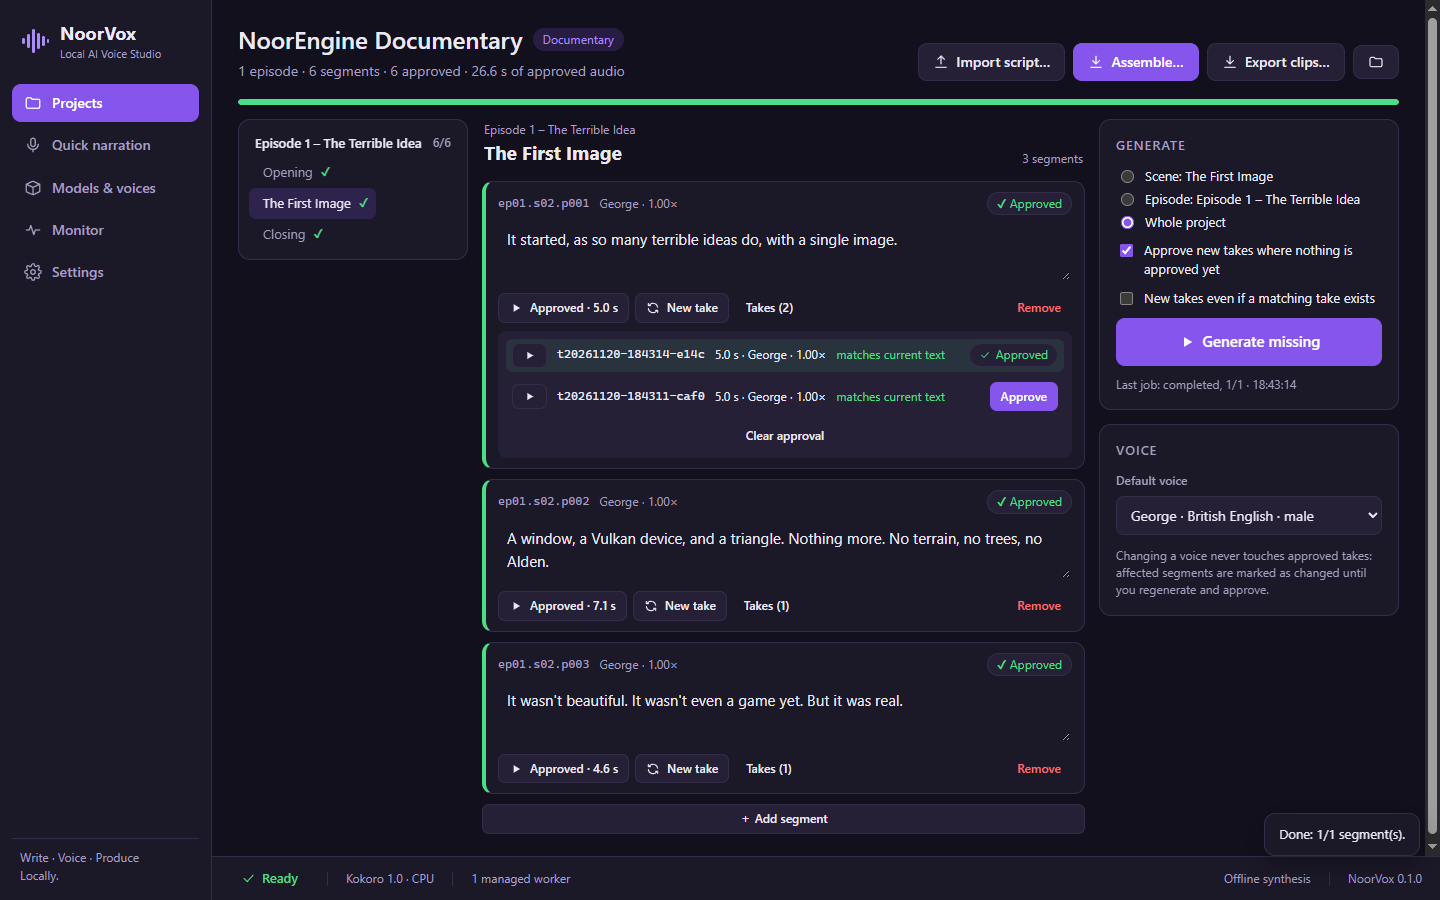 NoorVox
Local AI Voice Studio
Projects
Quick narration
Models & voices
Monitor
Settings
Write · Voice · Produce
Locally.
NoorEngine Documentary
Documentary
1 episode · 6 segments · 6 approved · 26.6 s of approved audio
Import script...
Assemble...
Export clips...
Episode 1 – The Terrible Idea 6/6
Opening ✓
The First Image ✓
Closing ✓
Episode 1 – The Terrible Idea
The First Image
3 segments
ep01.s02.p001 George · 1.00×
✓ Approved
It started, as so many terrible ideas do, with a single image.
Approved · 5.0 s
New take
Takes (2)
Remove
t20261120-184314-e14c 5.0 s · George · 1.00× matches current text
✓ Approved
t20261120-184311-caf0 5.0 s · George · 1.00× matches current text
Approve
Clear approval
ep01.s02.p002 George · 1.00×
✓ Approved
A window, a Vulkan device, and a triangle. Nothing more. No terrain, no trees, no
Alden.
Approved · 7.1 s
New take
Takes (1)
Remove
ep01.s02.p003 George · 1.00×
✓ Approved
It wasn't beautiful. It wasn't even a game yet. But it was real.
Approved · 4.6 s
New take
Takes (1)
Remove
+ Add segment
GENERATE
Scene: The First Image
Episode: Episode 1 – The Terrible Idea
Whole project
Approve new takes where nothing is
approved yet
New takes even if a matching take exists
Generate missing
Last job: completed, 1/1 · 18:43:14
VOICE
Default voice
George · British English · male
Changing a voice never touches approved takes:
affected segments are marked as changed until
you regenerate and approve.
Done: 1/1 segment(s).
✓ Ready
Kokoro 1.0 · CPU
1 managed worker
Offline synthesis
NoorVox 0.1.0